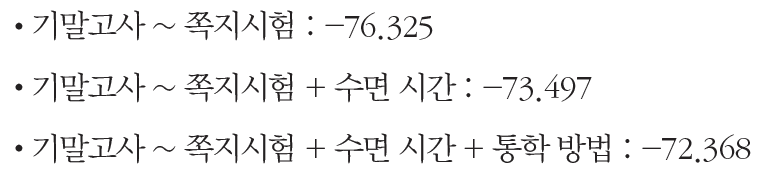 • 기말고사 ~ 쪽지시험 : −76.325
• 기말고사 ~ 쪽지시험 + 수면 시간 : −73.497
• 기말고사 ~ 쪽지시험 + 수면 시간 + 통학 방법 : −72.368